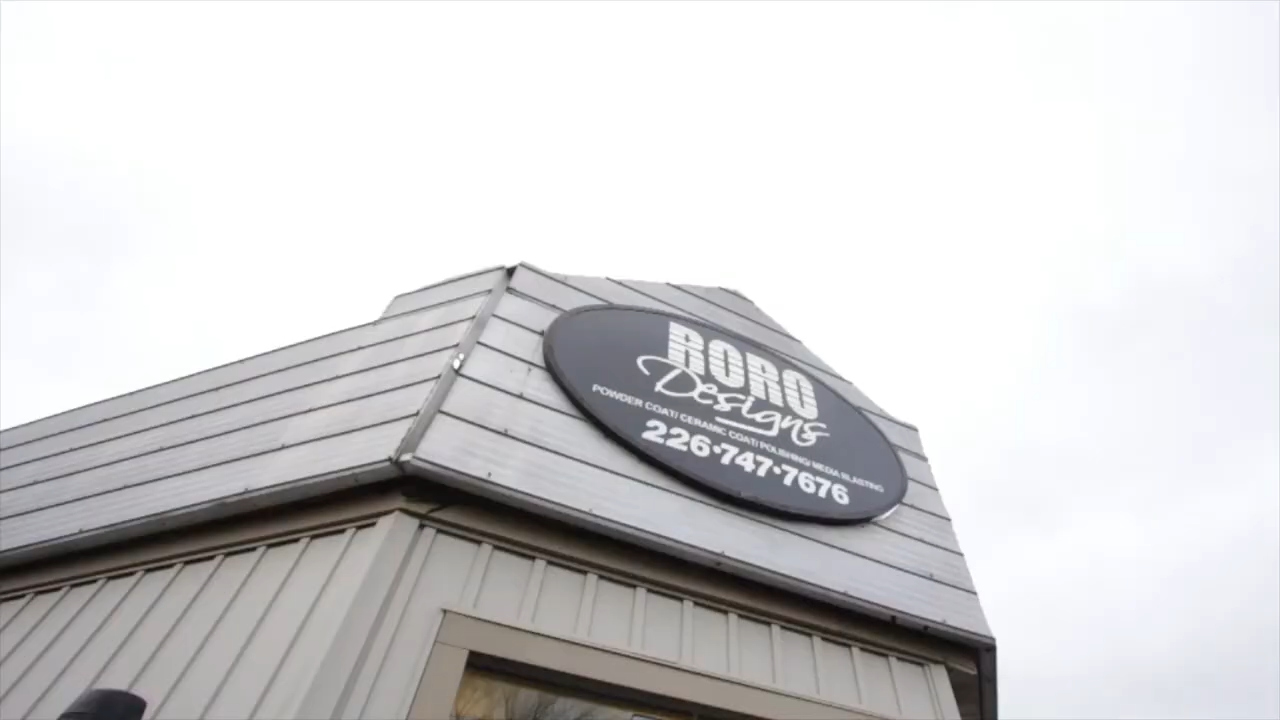 RORO
Designs
POWDER COAT/ CERAMIC COAT/ POLISHING/ MEDIA BLASTING
226•747•7676